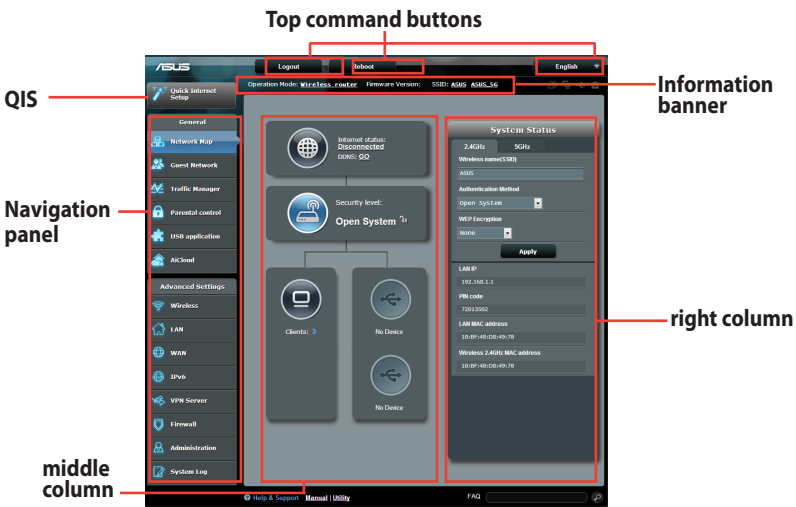 Top command buttons
ASUS
Logout
Reboot
English
Operation Mode: Wireless router Firmware Version: SSID: ASUS ASUS_5G
Information
banner
QIS
Quick Internet
Setup
General
Network Map
Guest Network
Traffic Manager
Parental control
USB application
AiCloud
Navigation
panel
Advanced Settings
Wireless
LAN
WAN
IPv6
VPN Server
Firewall
Administration
System Log
Internet status:
Disconnected
DDNS: GO
Security level:
Open System
Clients: 3
No Device
No Device
System Status
2.4GHz 5GHz
Wireless name(SSID)
ASUS
Authentication Method
Open System
WEP Encryption
None
Apply
LAN IP
192.168.1.1
PIN code
72013502
LAN MAC address
10:BF:48:D8:49:78
Wireless 2.4GHz MAC address
10:BF:48:D8:49:78
right column
middle
column
Help & Support Manual | Utility
FAQ